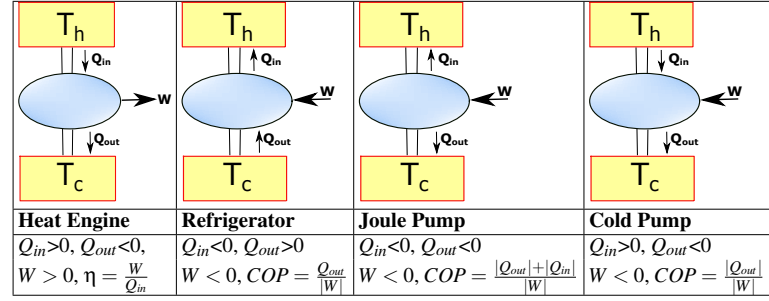 T_h T_h T_h T_h
Q_in Q_in Q_in Q_in
W W W W
Q_out Q_out Q_out Q_out
T_c T_c T_c T_c
Heat Engine Refrigerator Joule Pump Cold Pump
Q_in>0, Q_out<0, Q_in<0, Q_out>0 Q_in<0, Q_out<0 Q_in>0, Q_out<0
W > 0, η = W/Q_in W < 0, COP = Q_out/|W| W < 0, COP = |Q_out|+|Q_in|/|W| W < 0, COP = |Q_out|/|W|